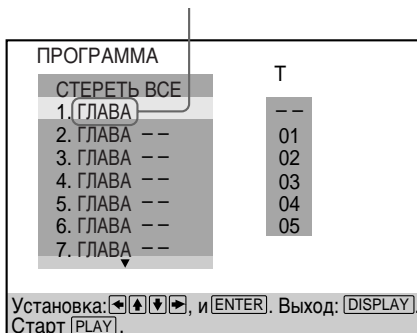 ПРОГРАММА
T
СТЕРЕТЬ ВСЕ
1. ГЛАВА – –
2. ГЛАВА – – 01
3. ГЛАВА – – 02
4. ГЛАВА – – 03
5. ГЛАВА – – 04
6. ГЛАВА – – 05
7. ГЛАВА – –
Установка: ←↑↓→, и ENTER. Выход: DISPLAY.
Старт PLAY.